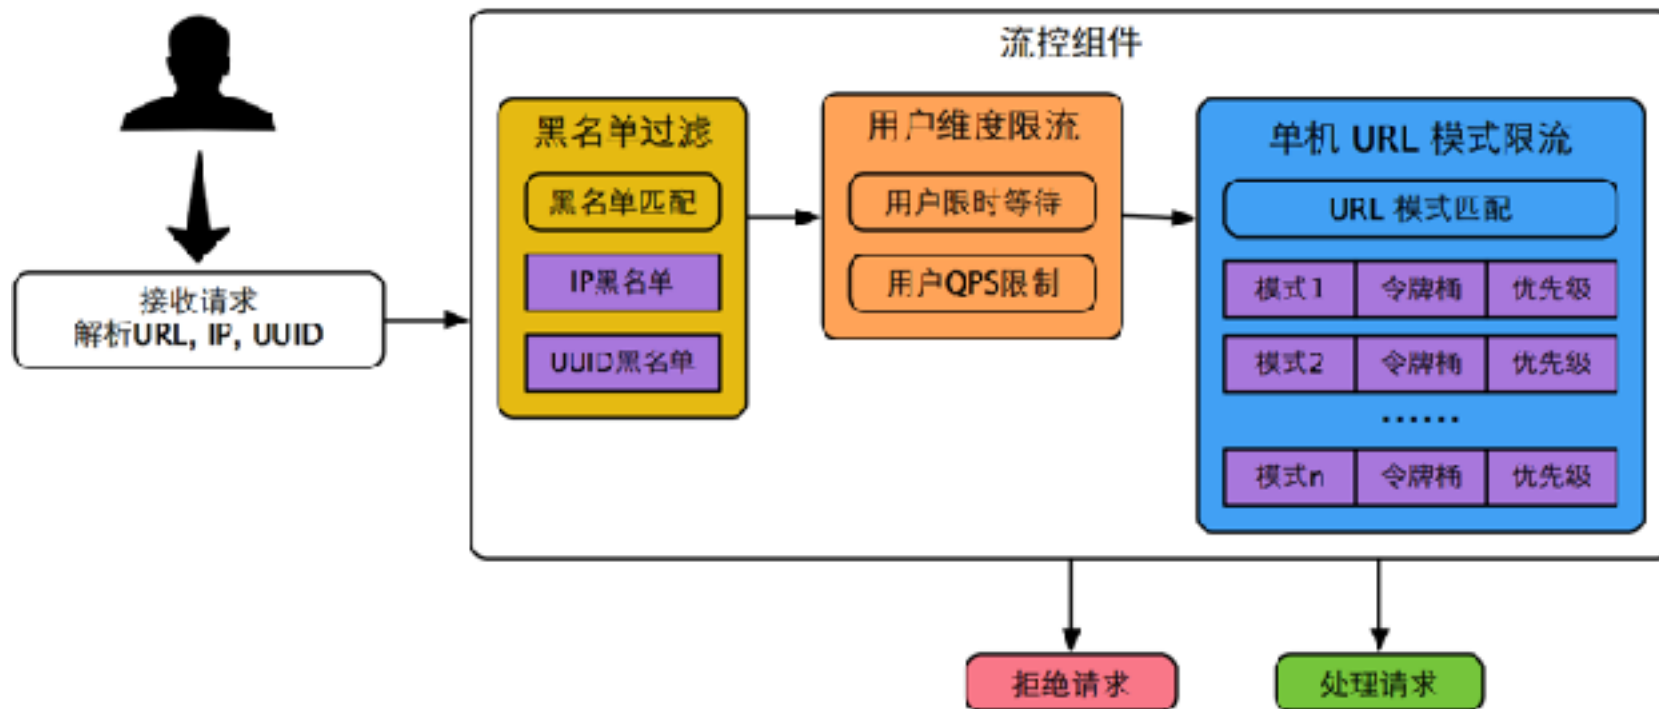 流控组件
接收请求
解析URL, IP, UUID
黑名单过滤
黑名单匹配
IP黑名单
UUID黑名单
用户维度限流
用户限时等待
用户QPS限制
单机 URL 模式限流
URL 模式匹配
模式1 令牌桶 优先级
模式2 令牌桶 优先级
......
模式n 令牌桶 优先级
拒绝请求
处理请求